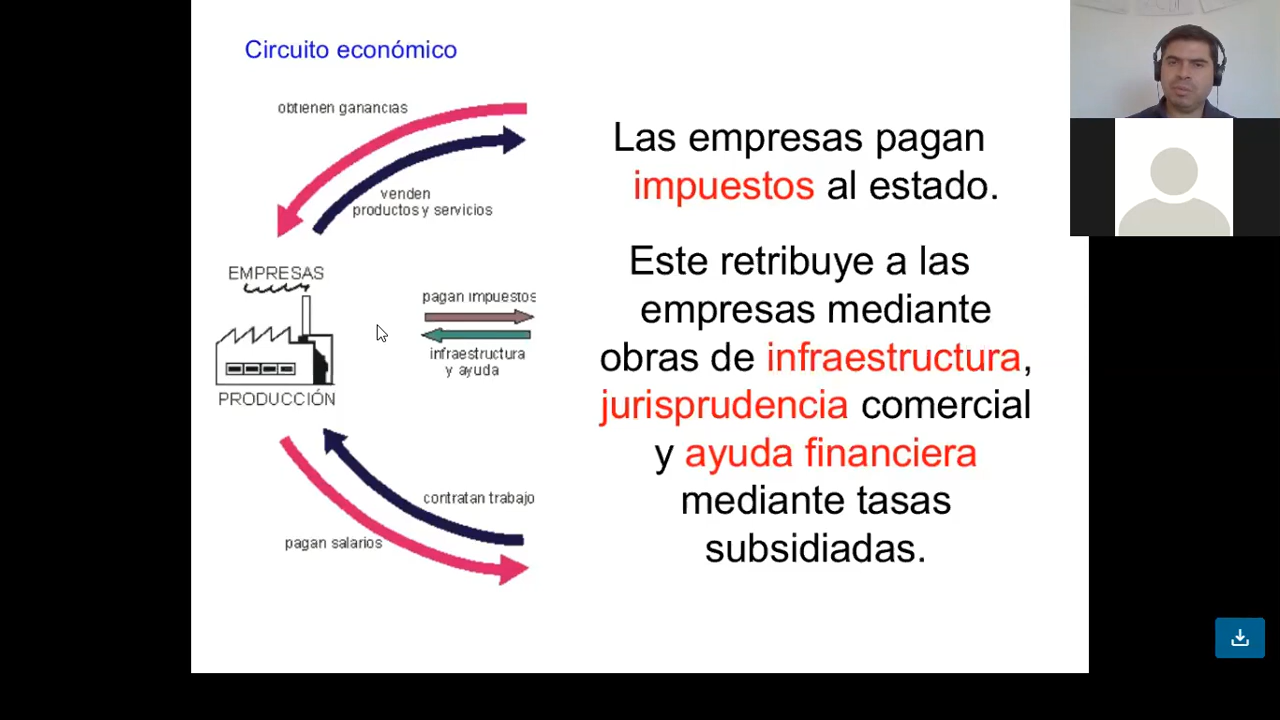 Circuito económico
obtienen ganancias
venden
productos y servicios
EMPRESAS
pagan impuestos
infraestructura
y ayuda
PRODUCCIÓN
contratan trabajo
pagan salarios
Las empresas pagan
impuestos al estado.
Este retribuye a las
empresas mediante
obras de infraestructura,
jurisprudencia comercial
y ayuda financiera
mediante tasas
subsidiadas.